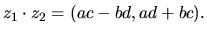 z₁ · z₂ = (ac − bd, ad + bc).